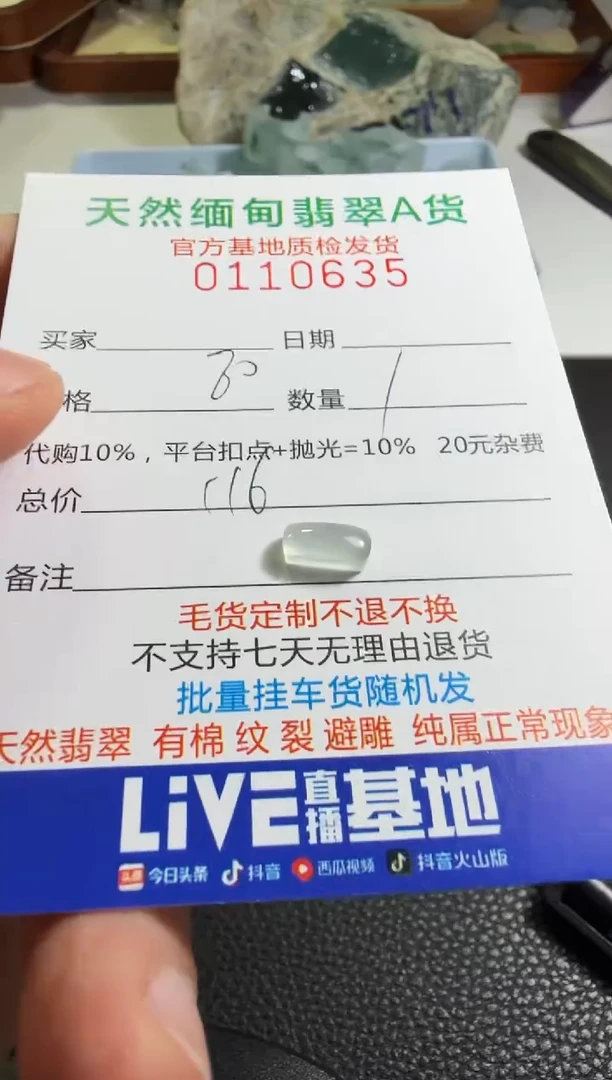 天然缅甸翡翠A货
官方基地质检发货
0110635
买家 日期
格 80 数量 1
代购10%，平台扣点+抛光=10% 20元杂费
总价 116
备注
毛货定制不退不换
不支持七天无理由退货
批量挂车货随机发
天然翡翠 有棉 纹 裂 避雕 纯属正常现象
LiVE直播基地
头条 今日头条 抖音 西瓜视频 抖音火山版